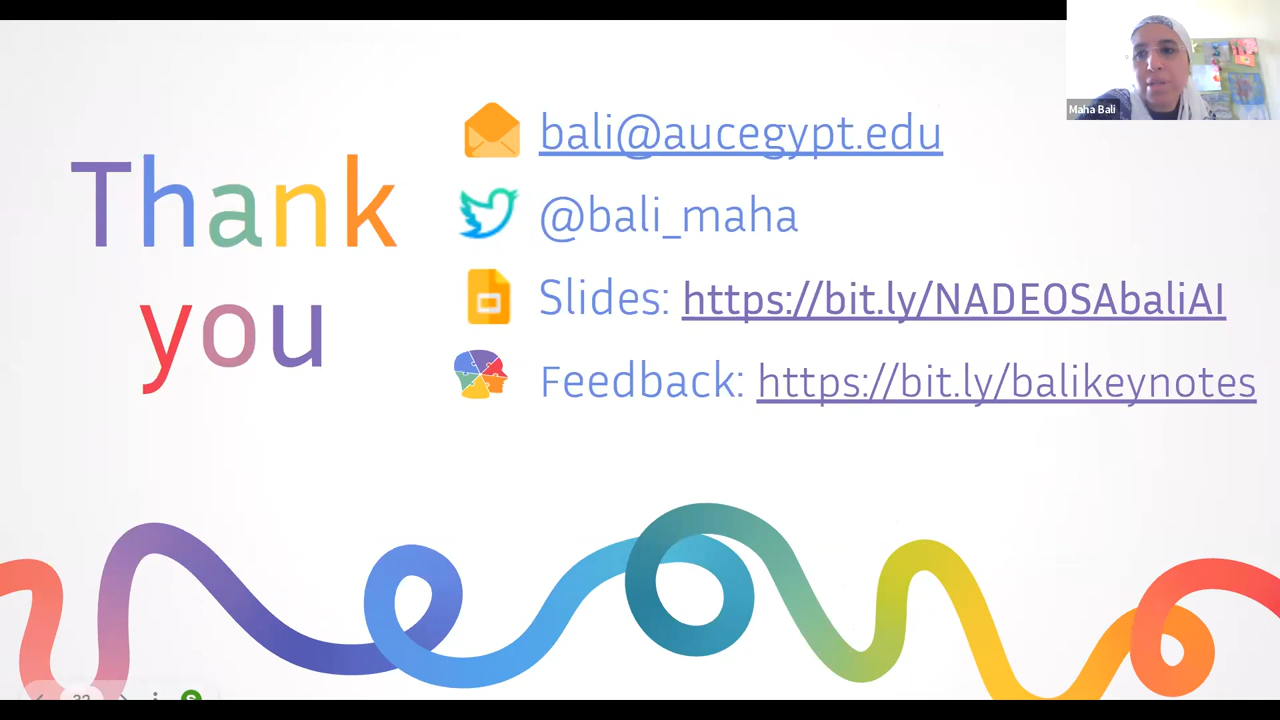 Thank
you
bali@aucegypt.edu
@bali_maha
Slides: https://bit.ly/NADEOSAbaliAI
Feedback: https://bit.ly/balikeynotes
Maha Bali